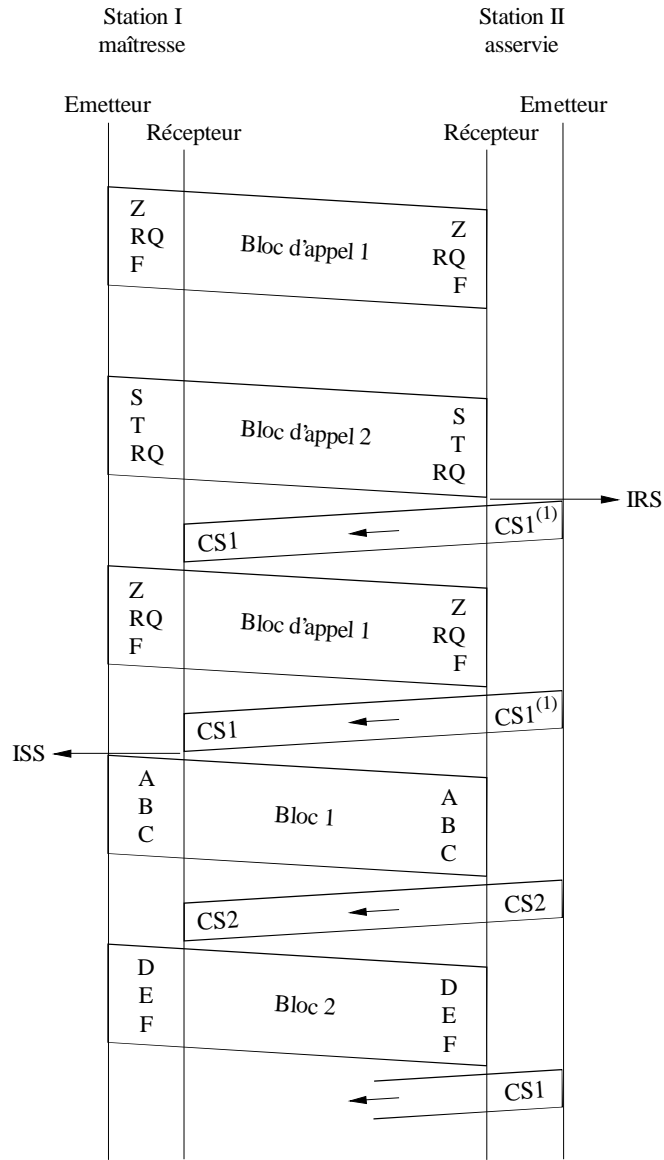 Station I
maîtresse
Station II
asservie
Emetteur
Emetteur
Récepteur
Récepteur
Z
RQ
F
Bloc d'appel 1
Z
RQ
F
S
T
RQ
Bloc d'appel 2
S
T
RQ
IRS
CS1
CS1(1)
Z
RQ
F
Bloc d'appel 1
Z
RQ
F
CS1
CS1(1)
ISS
A
B
C
Bloc 1
A
B
C
CS2
CS2
D
E
F
Bloc 2
D
E
F
CS1